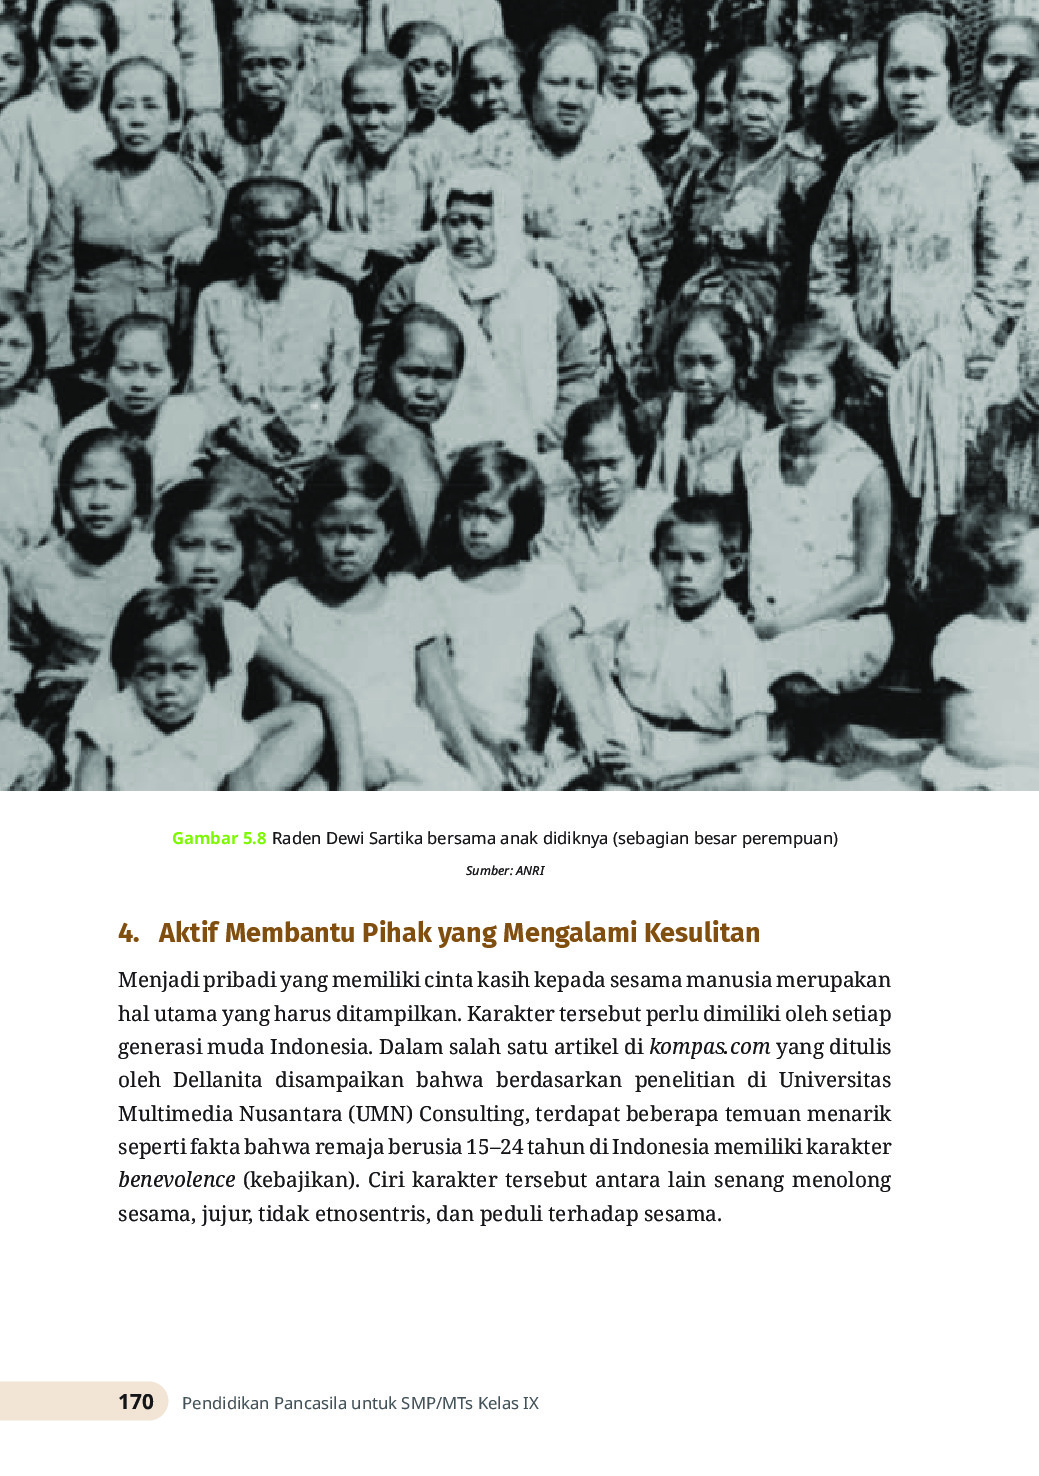 Gambar 5.8 Raden Dewi Sartika bersama anak didiknya (sebagian besar perempuan)
Sumber: ANRI
4. Aktif Membantu Pihak yang Mengalami Kesulitan
Menjadi pribadi yang memiliki cinta kasih kepada sesama manusia merupakan
hal utama yang harus ditampilkan. Karakter tersebut perlu dimiliki oleh setiap
generasi muda Indonesia. Dalam salah satu artikel di kompas.com yang ditulis
oleh Dellanita disampaikan bahwa berdasarkan penelitian di Universitas
Multimedia Nusantara (UMN) Consulting, terdapat beberapa temuan menarik
seperti fakta bahwa remaja berusia 15–24 tahun di Indonesia memiliki karakter
benevolence (kebajikan). Ciri karakter tersebut antara lain senang menolong
sesama, jujur, tidak etnosentris, dan peduli terhadap sesama.
170 Pendidikan Pancasila untuk SMP/MTs Kelas IX